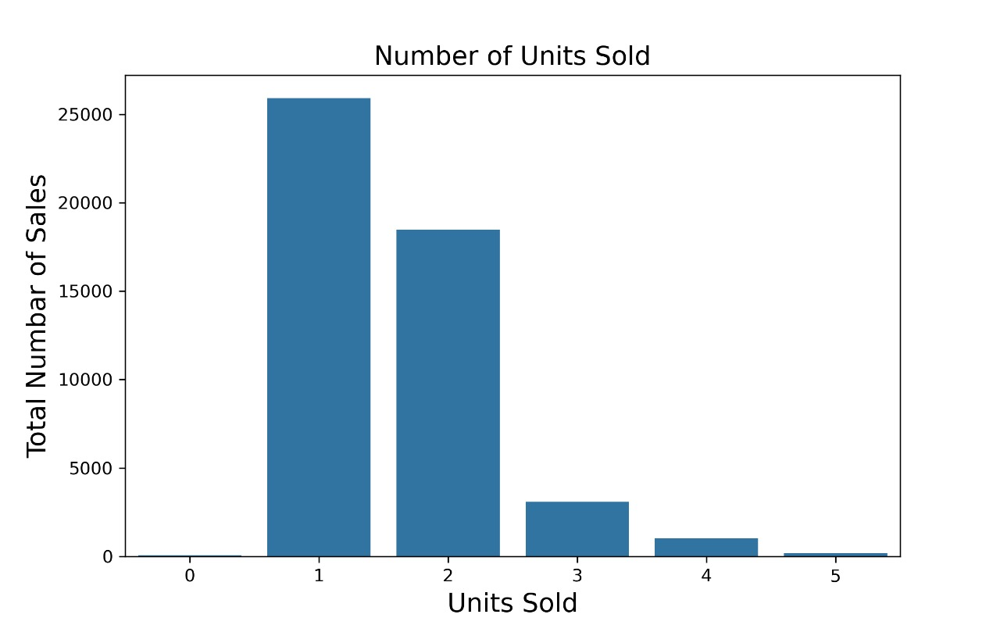 Number of Units Sold
Total Numbar of Sales
25000
20000
15000
10000
5000
0
0 1 2 3 4 5
Units Sold